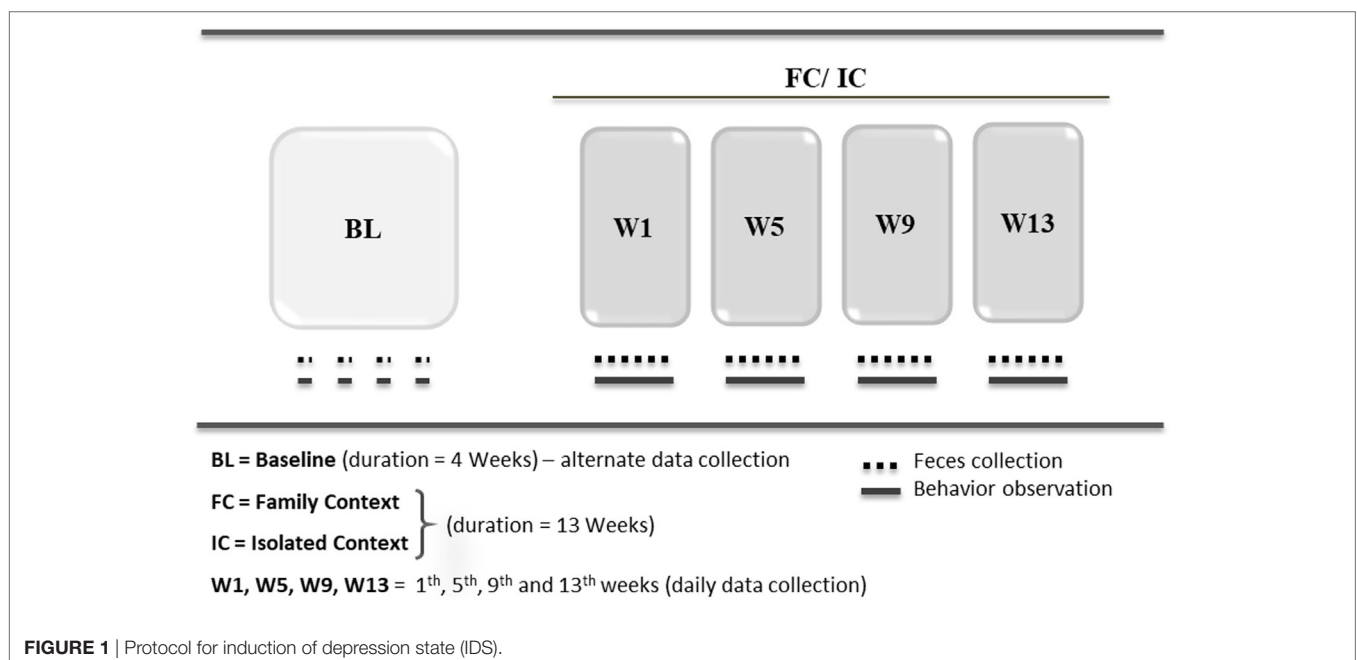 FC/ IC
BL
W1
W5
W9
W13
BL = Baseline (duration = 4 Weeks) – alternate data collection
FC = Family Context
IC = Isolated Context
(duration = 13 Weeks)
W1, W5, W9, W13 = 1th, 5th, 9th and 13th weeks (daily data collection)
Feces collection
Behavior observation
FIGURE 1 | Protocol for induction of depression state (IDS).